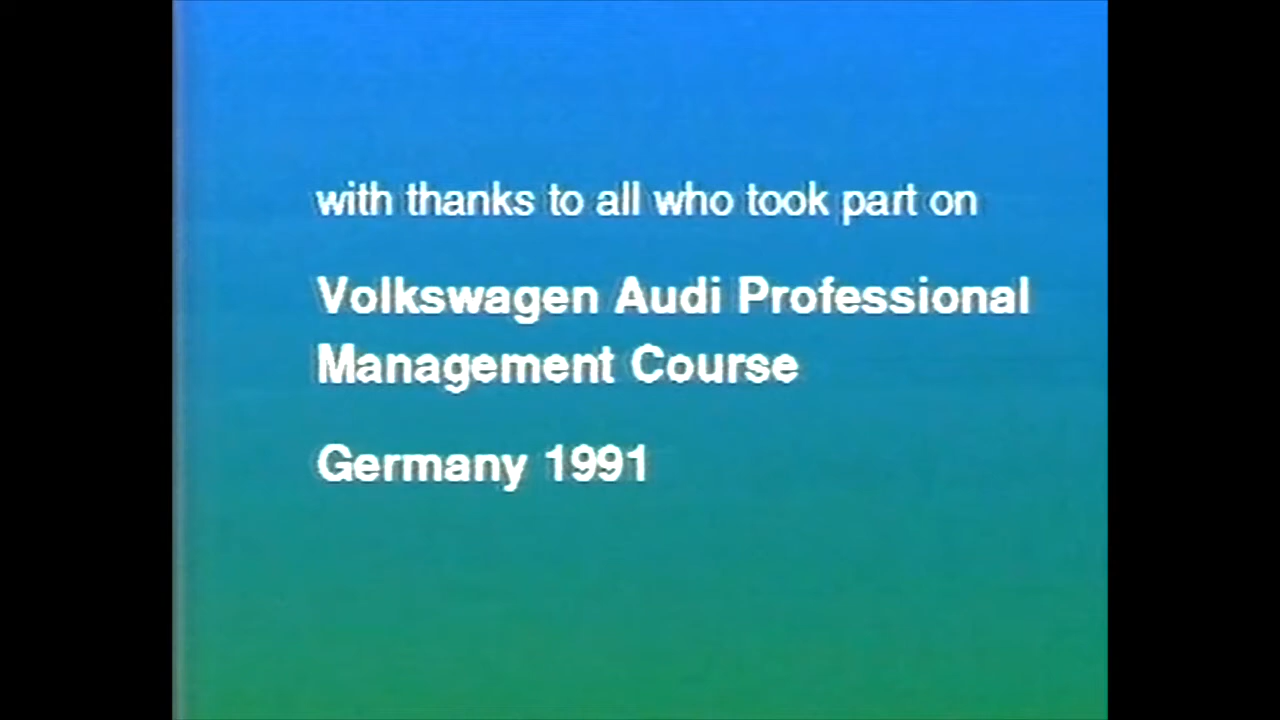 with thanks to all who took part on
Volkswagen Audi Professional
Management Course
Germany 1991